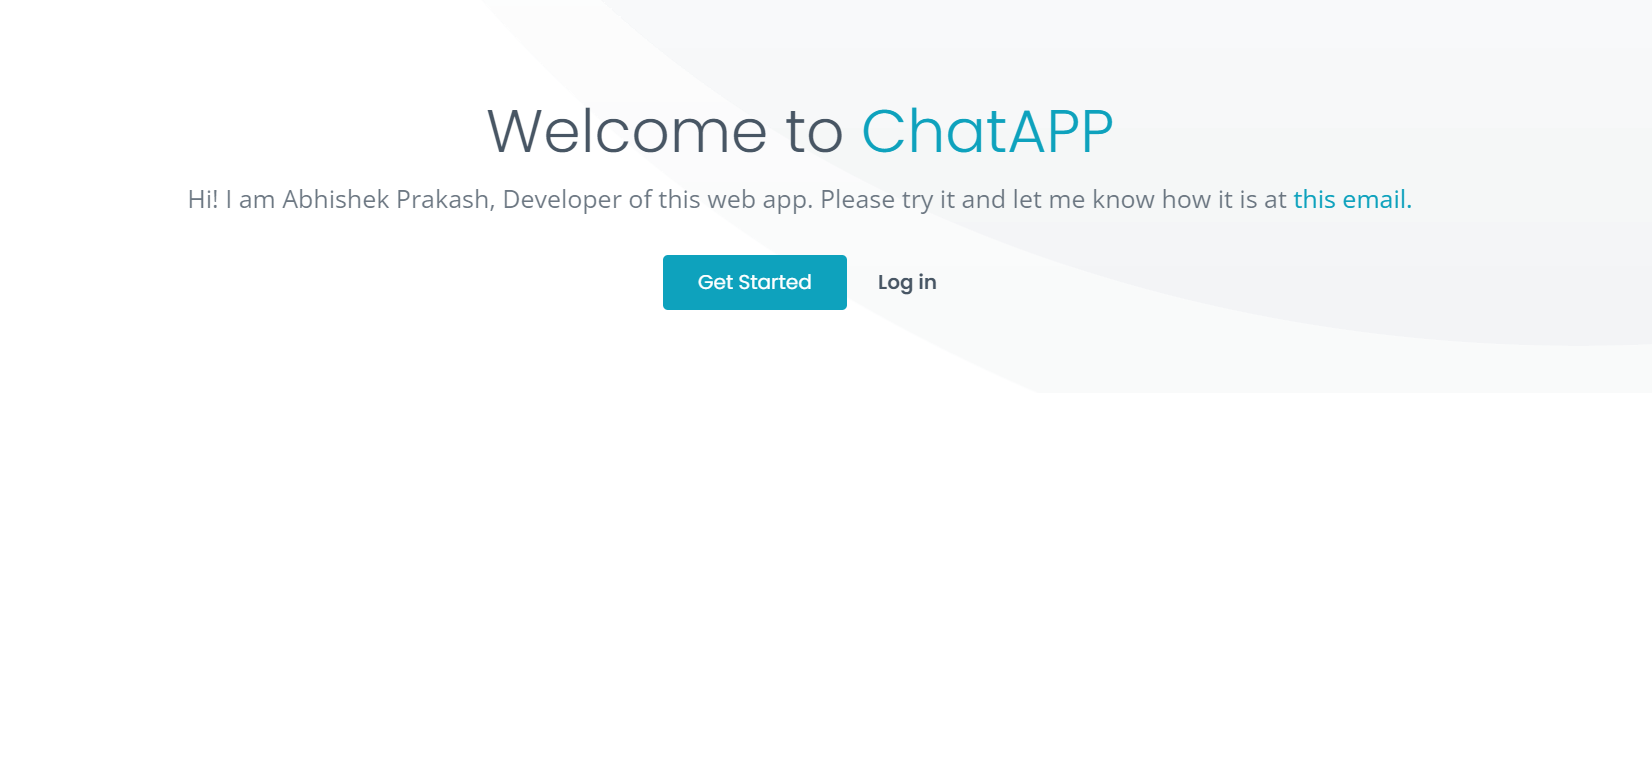 Welcome to ChatAPP
Hi! I am Abhishek Prakash, Developer of this web app. Please try it and let me know how it is at this email.
Get Started Log in